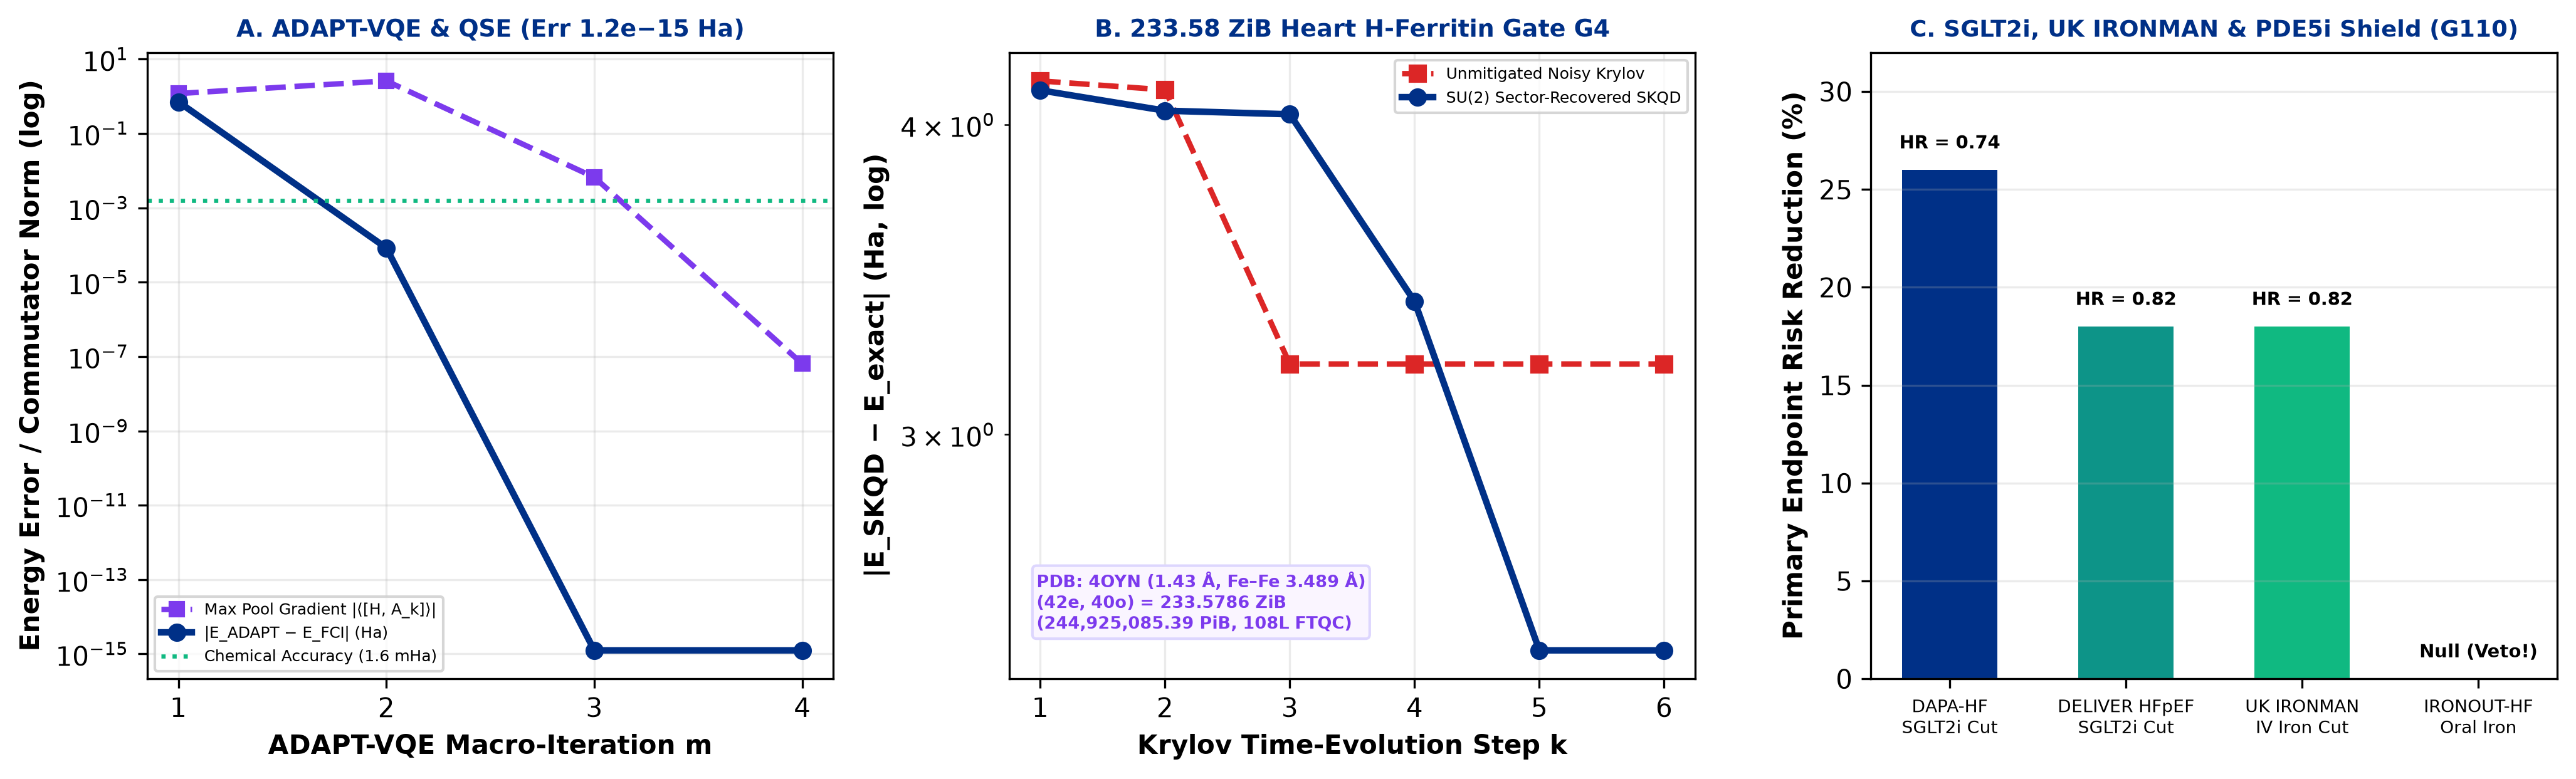 A. ADAPT-VQE & QSE (Err 1.2e−15 Ha)
Energy Error / Commutator Norm (log)
10¹
10⁻¹
10⁻³
10⁻⁵
10⁻⁷
10⁻⁹
10⁻¹¹
10⁻¹³
10⁻¹⁵
Max Pool Gradient |⟨[H, A_k]⟩|
|E_ADAPT − E_FCI| (Ha)
Chemical Accuracy (1.6 mHa)
1 2 3 4
ADAPT-VQE Macro-Iteration m
B. 233.58 ZiB Heart H-Ferritin Gate G4
|E_SKQD − E_exact| (Ha, log)
4 × 10⁰
3 × 10⁰
Unmitigated Noisy Krylov
SU(2) Sector-Recovered SKQD
PDB: 4OYN (1.43 Å, Fe–Fe 3.489 Å)
(42e, 40o) = 233.5786 ZiB
(244,925,085.39 PiB, 108L FTQC)
1 2 3 4 5 6
Krylov Time-Evolution Step k
C. SGLT2i, UK IRONMAN & PDE5i Shield (G110)
Primary Endpoint Risk Reduction (%)
30
25
20
15
10
5
0
HR = 0.74
HR = 0.82
HR = 0.82
Null (Veto!)
DAPA-HF
SGLT2i Cut
DELIVER HFpEF
SGLT2i Cut
UK IRONMAN
IV Iron Cut
IRONOUT-HF
Oral Iron